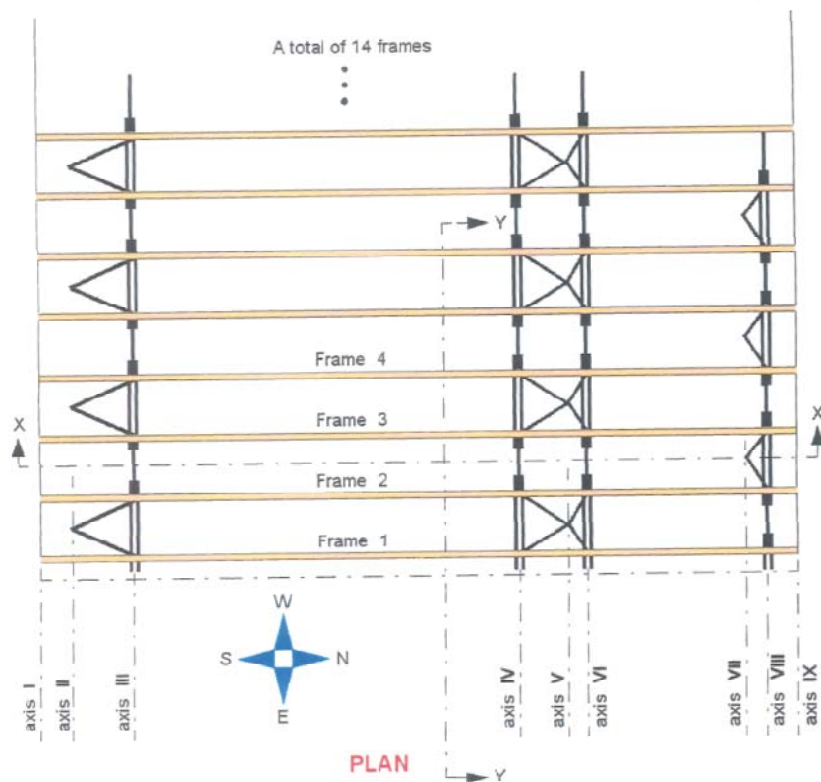 A total of 14 frames
Y
Frame 4
X
X
Frame 3
Frame 2
Frame 1
W
S
N
E
axis I
axis II
axis III
axis IV
axis V
axis VI
axis VII
axis VIII
axis IX
PLAN
Y